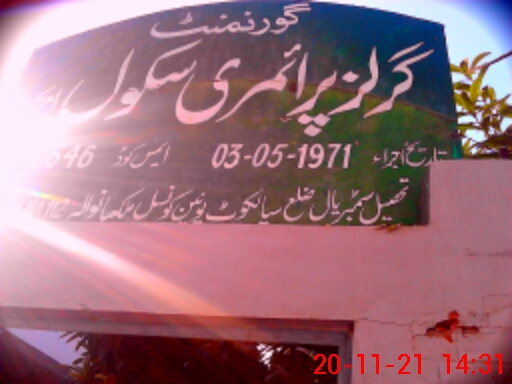 گورنمنٹ
گرلز پرائمری سکول
تاریخ اجراء 03-05-1971 ایمس کوڈ 646
تحصیل سمبڑیال ضلع سیالکوٹ یونین کونسل
20-11-21 14:31